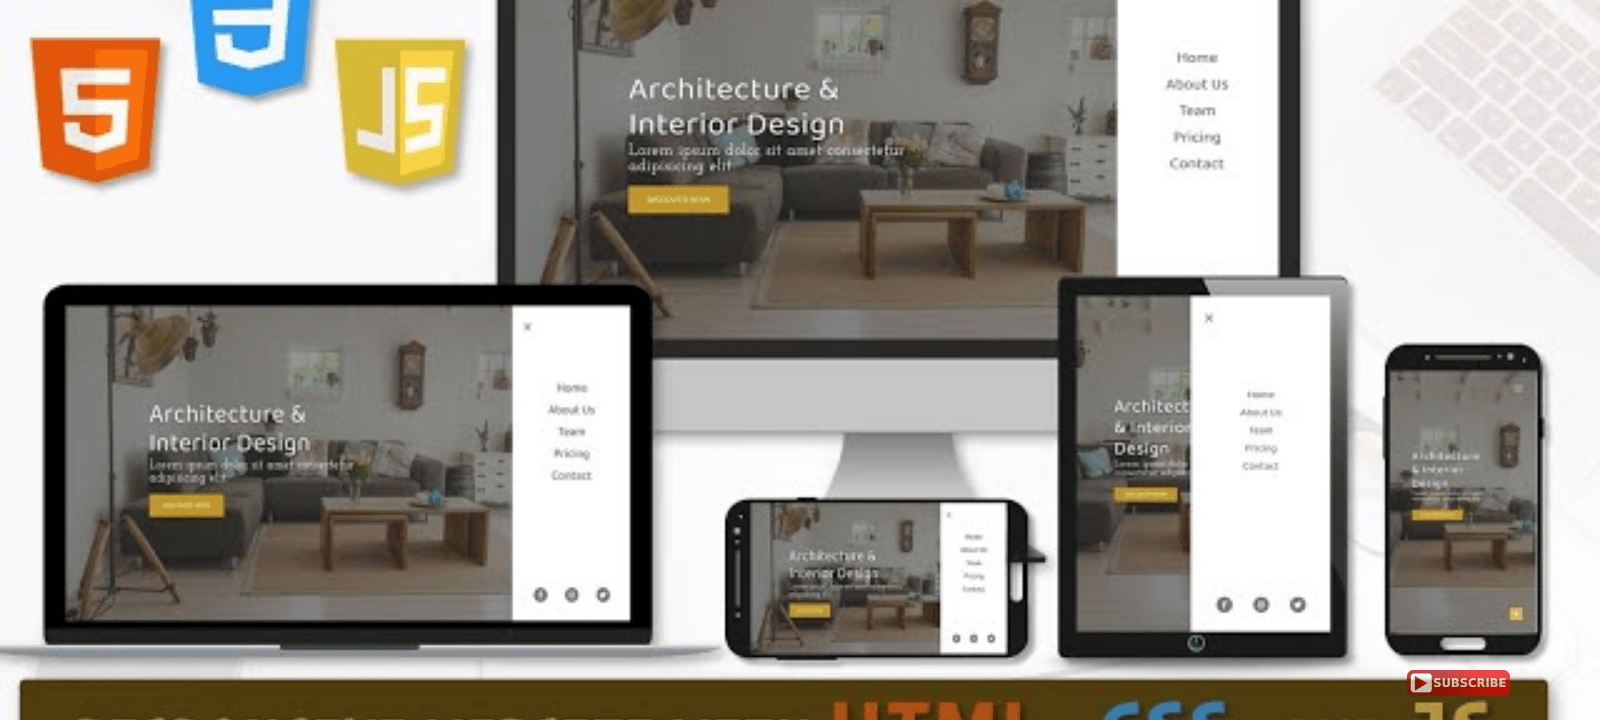 5
3
JS
Architecture &
Interior Design
Lorem ipsum dolor sit amet consectetur
adipisicing elit
DISCOVER NOW
Home
About Us
Team
Pricing
Contact
Architecture &
Interior Design
Lorem ipsum dolor sit amet consectetur
adipisicing elit
DISCOVER NOW
×
Home
About Us
Team
Pricing
Contact
Architecture &
Interior Design
Home
About Us
Team
Pricing
Contact
Architect
& Interior
Design
×
Home
About Us
Team
Pricing
Contact
Architecture
& Interior
Design
SUBSCRIBE
HTML CSS JS